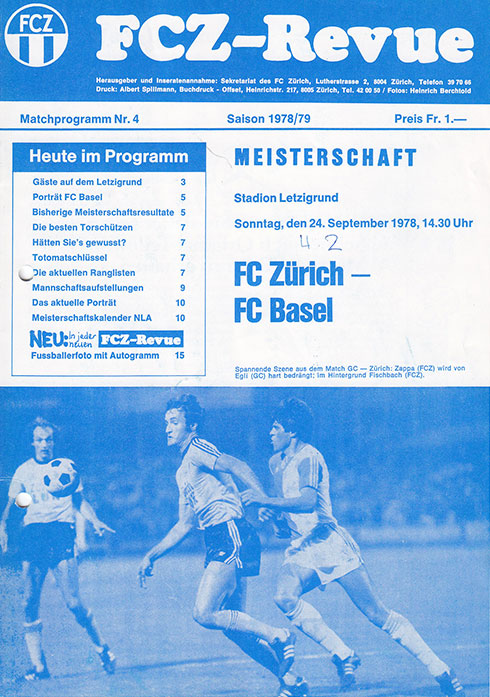 FCZ
FCZ-Revue
Herausgeber und Inseratenannahme: Sekretariat des FC Zürich, Lutherstrasse 2, 8004 Zürich, Telefon 39 70 66
Druck: Albert Spillmann, Buchdruck - Offset, Heinrichstr. 217, 8005 Zürich, Tel. 42 00 50 / Fotos: Heinrich Berchtold
Matchprogramm Nr. 4 Saison 1978/79 Preis Fr. 1.—
Heute im Programm
Gäste auf dem Letzigrund 3
Porträt FC Basel 5
Bisherige Meisterschaftsresultate 5
Die besten Torschützen 7
Hätten Sie's gewusst? 7
Totomatschlüssel 7
Die aktuellen Ranglisten 7
Mannschaftsaufstellungen 9
Das aktuelle Porträt 10
Meisterschaftskalender NLA 10
NEU: In jeder
neuen FCZ-Revue
Fussballerfoto mit Autogramm 15
MEISTERSCHAFT
Stadion Letzigrund
Sonntag, den 24. September 1978, 14.30 Uhr
4.2
FC Zürich —
FC Basel
Spannende Szene aus dem Match GC — Zürich: Zappa (FCZ) wird von
Egli (GC) hart bedrängt; im Hintergrund Fischbach (FCZ).